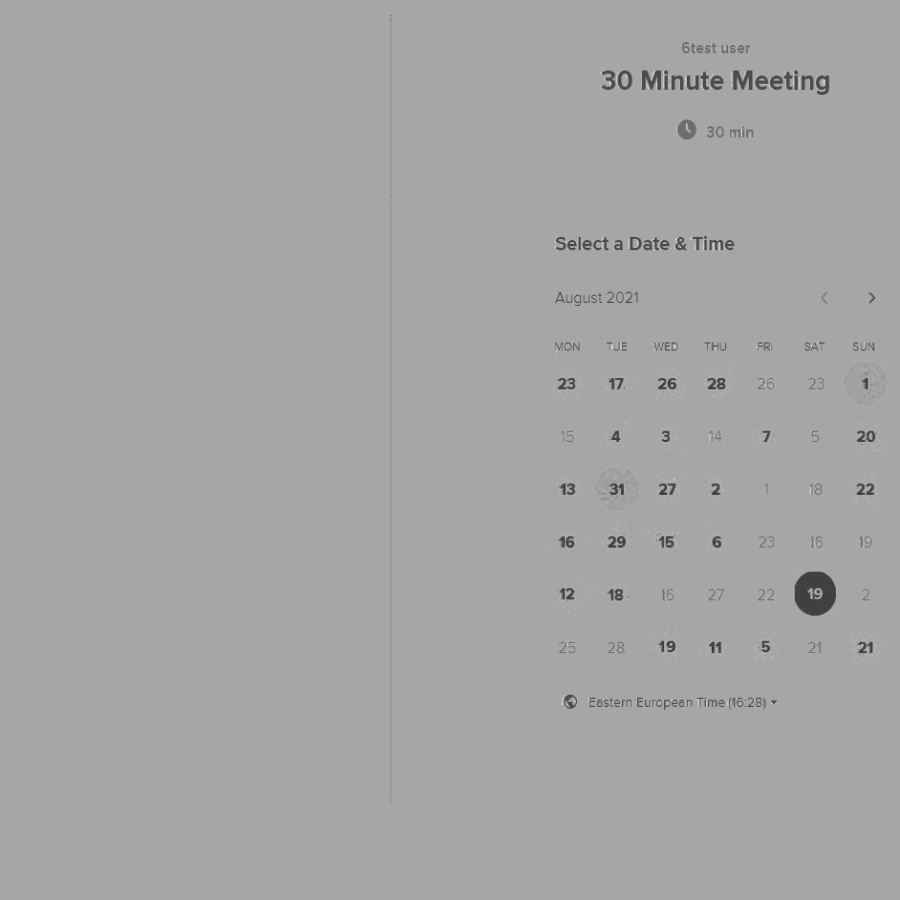 6test user
30 Minute Meeting
30 min
Select a Date & Time
August 2021
MON TUE WED THU FRI SAT SUN
23 17 26 28 26 23 1
15 4 3 14 7 5 20
13 31 27 2 1 18 22
16 29 15 6 23 16 19
12 18 16 27 22 19 2
25 28 19 11 5 21 21
Eastern European Time (16:28)